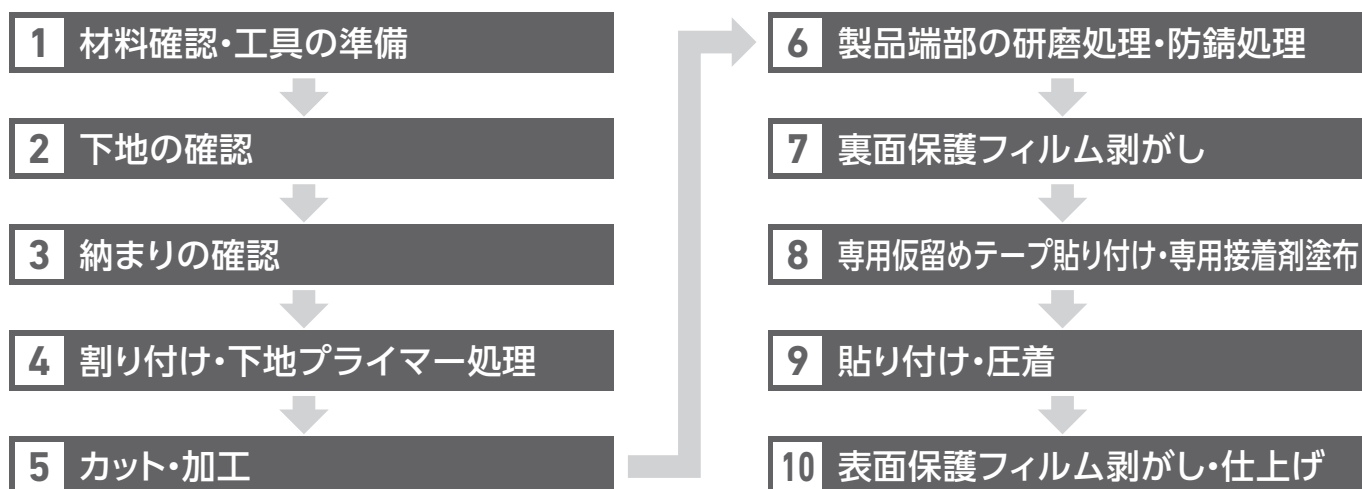 1 材料確認・工具の準備
2 下地の確認
3 納まりの確認
4 割り付け・下地プライマー処理
5 カット・加工
6 製品端部の研磨処理・防錆処理
7 裏面保護フィルム剥がし
8 専用仮留めテープ貼り付け・専用接着剤塗布
9 貼り付け・圧着
10 表面保護フィルム剥がし・仕上げ